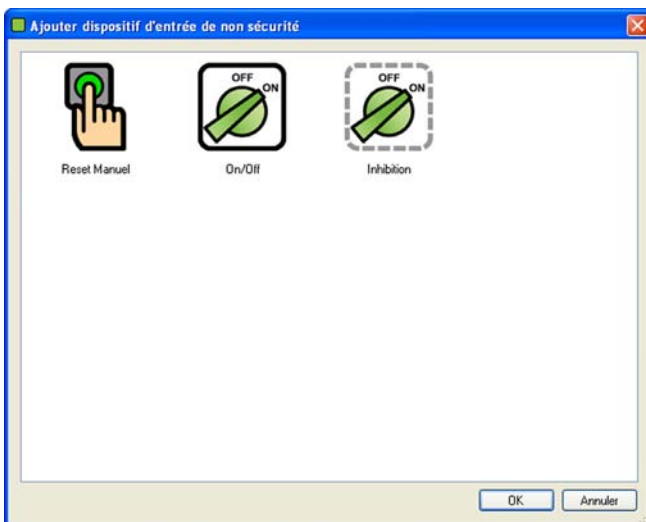 Ajouter dispositif d'entrée de non sécurité
OFF ON
OFF ON
Reset Manuel On/Off Inhibition
OK Annuler